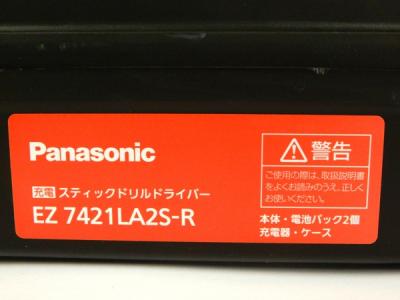 Panasonic
充電 スティックドリルドライバー
EZ 7421LA2S-R
警告
ご使用の際は、取扱説明書
をよくお読みのうえ、正しく
お使いください。
本体・電池パック2個
充電器・ケース